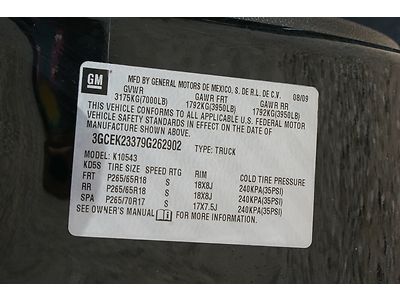 GM
MFD BY GENERAL MOTORS DE MEXICO, S. DE R.L. DE C.V. 08/09
GVWR GAWR FRT GAWR RR
3175KG(7000LB) 1792KG(3950LB) 1792KG(3950LB)
THIS VEHICLE CONFORMS TO ALL APPLICABLE U.S. FEDERAL MOTOR
VEHICLE SAFETY STANDARDS IN EFFECT ON THE DATE OF
MANUFACTURE SHOWN ABOVE.
3GCEK23379G262902 TYPE: TRUCK
MODEL: K10543
KD5S TIRE SIZE SPEED RTG RIM COLD TIRE PRESSURE
FRT P265/65R18 S 18X8J 240KPA(35PSI)
RR P265/65R18 S 18X8J 240KPA(35PSI)
SPA P265/70R17 S 17X7.5J 240KPA(35PSI)
SEE OWNER'S MANUAL FOR MORE INFORMATION.